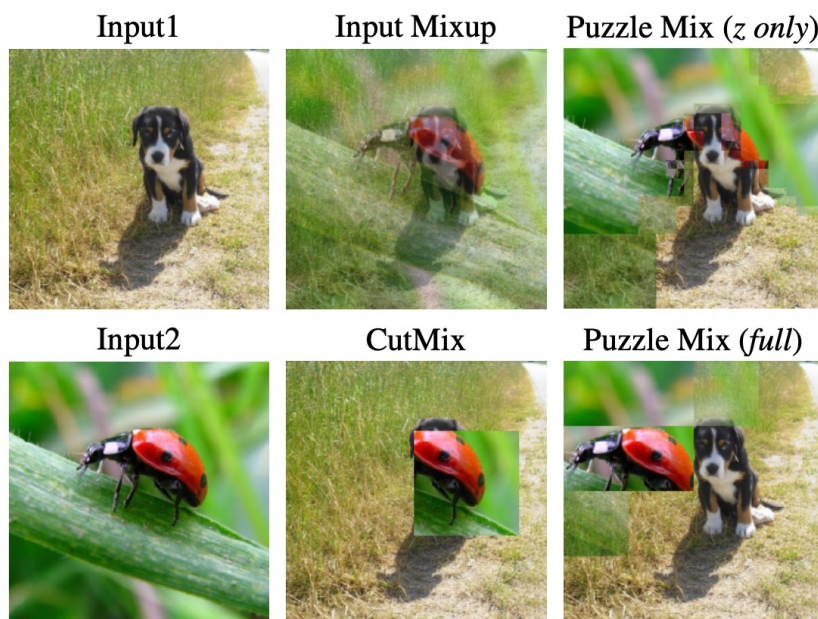 Input1
Input Mixup
Puzzle Mix (z only)
Input2
CutMix
Puzzle Mix (full)